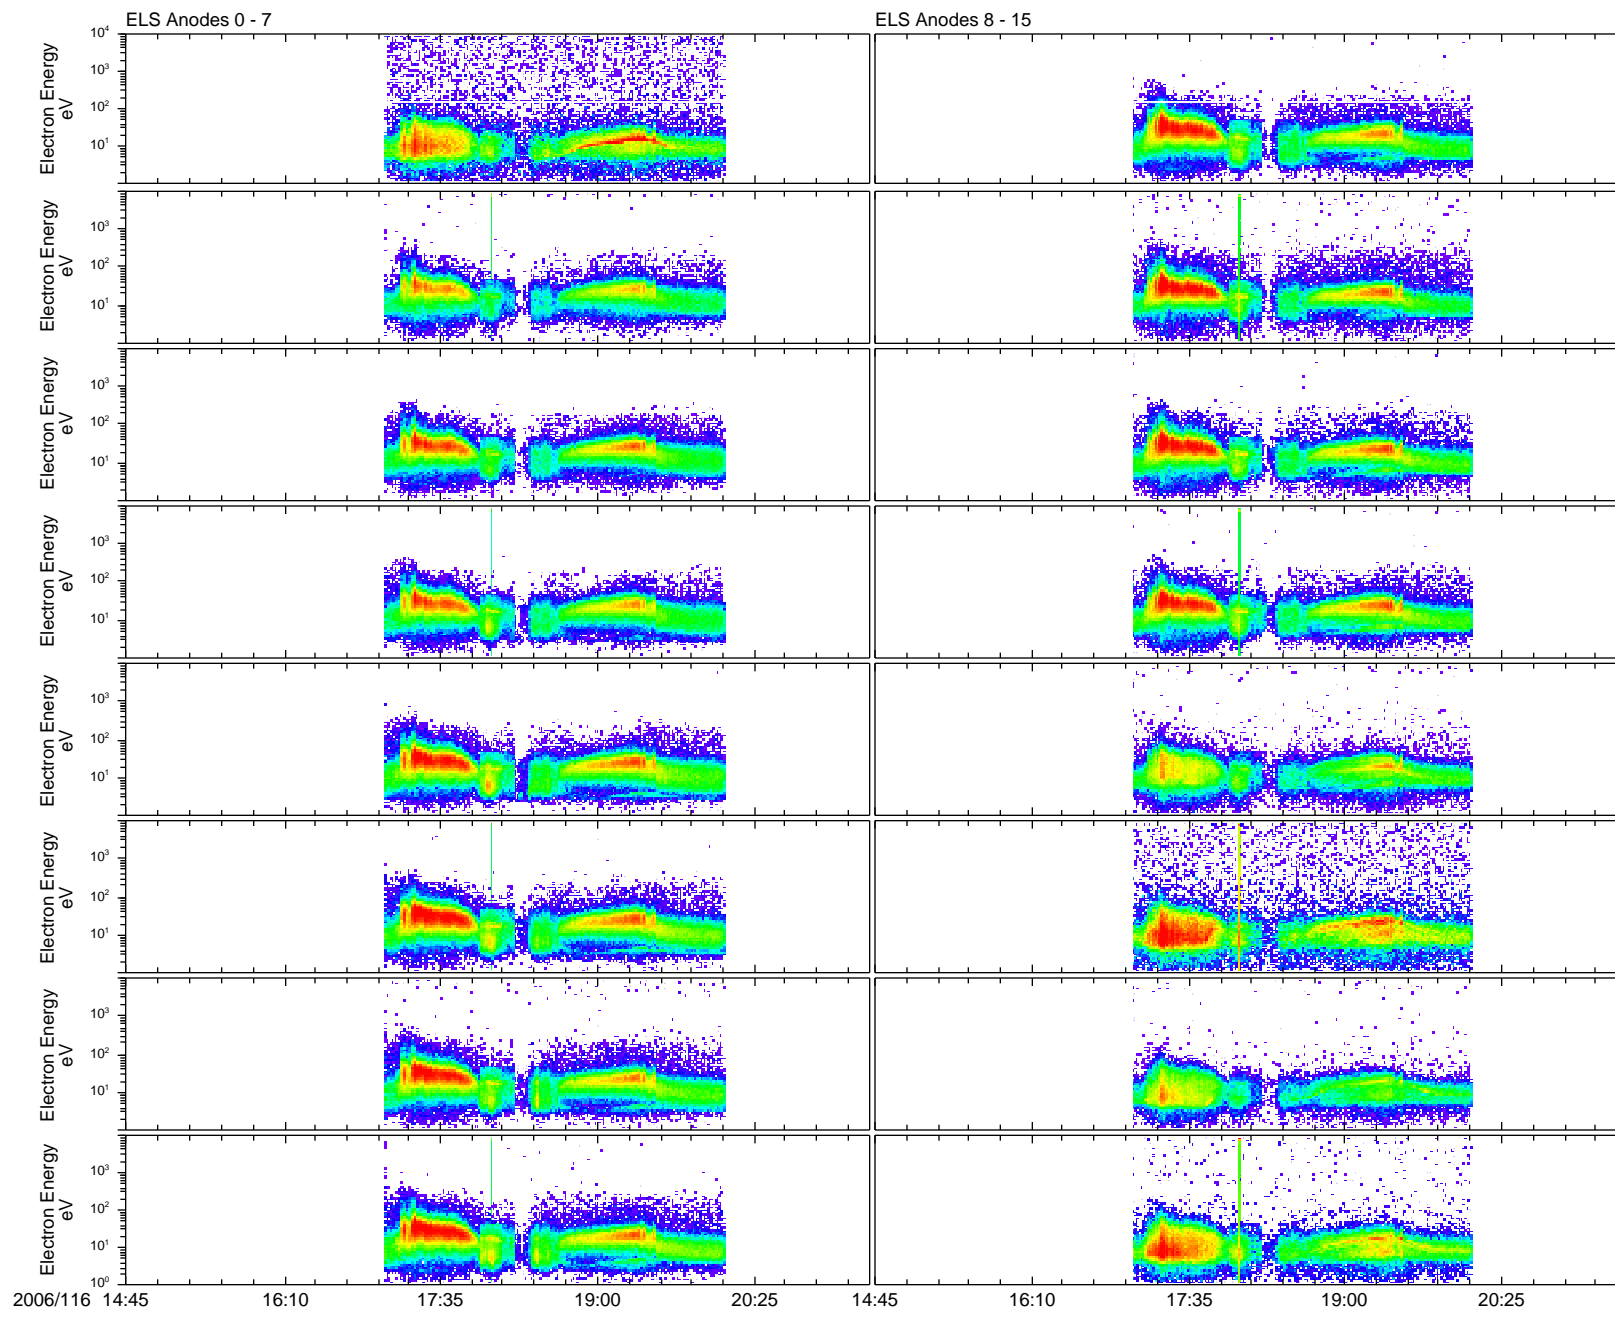 ELS Anodes 0 - 7 ELS Anodes 8 - 15
Electron Energy
eV
10⁴
10³
10²
10¹
Electron Energy
eV
10³
10²
10¹
Electron Energy
eV
10³
10²
10¹
Electron Energy
eV
10³
10²
10¹
Electron Energy
eV
10³
10²
10¹
Electron Energy
eV
10³
10²
10¹
Electron Energy
eV
10³
10²
10¹
Electron Energy
eV
10³
10²
10¹
10⁰
2006/116 14:45 16:10 17:35 19:00 20:25 14:45 16:10 17:35 19:00 20:25